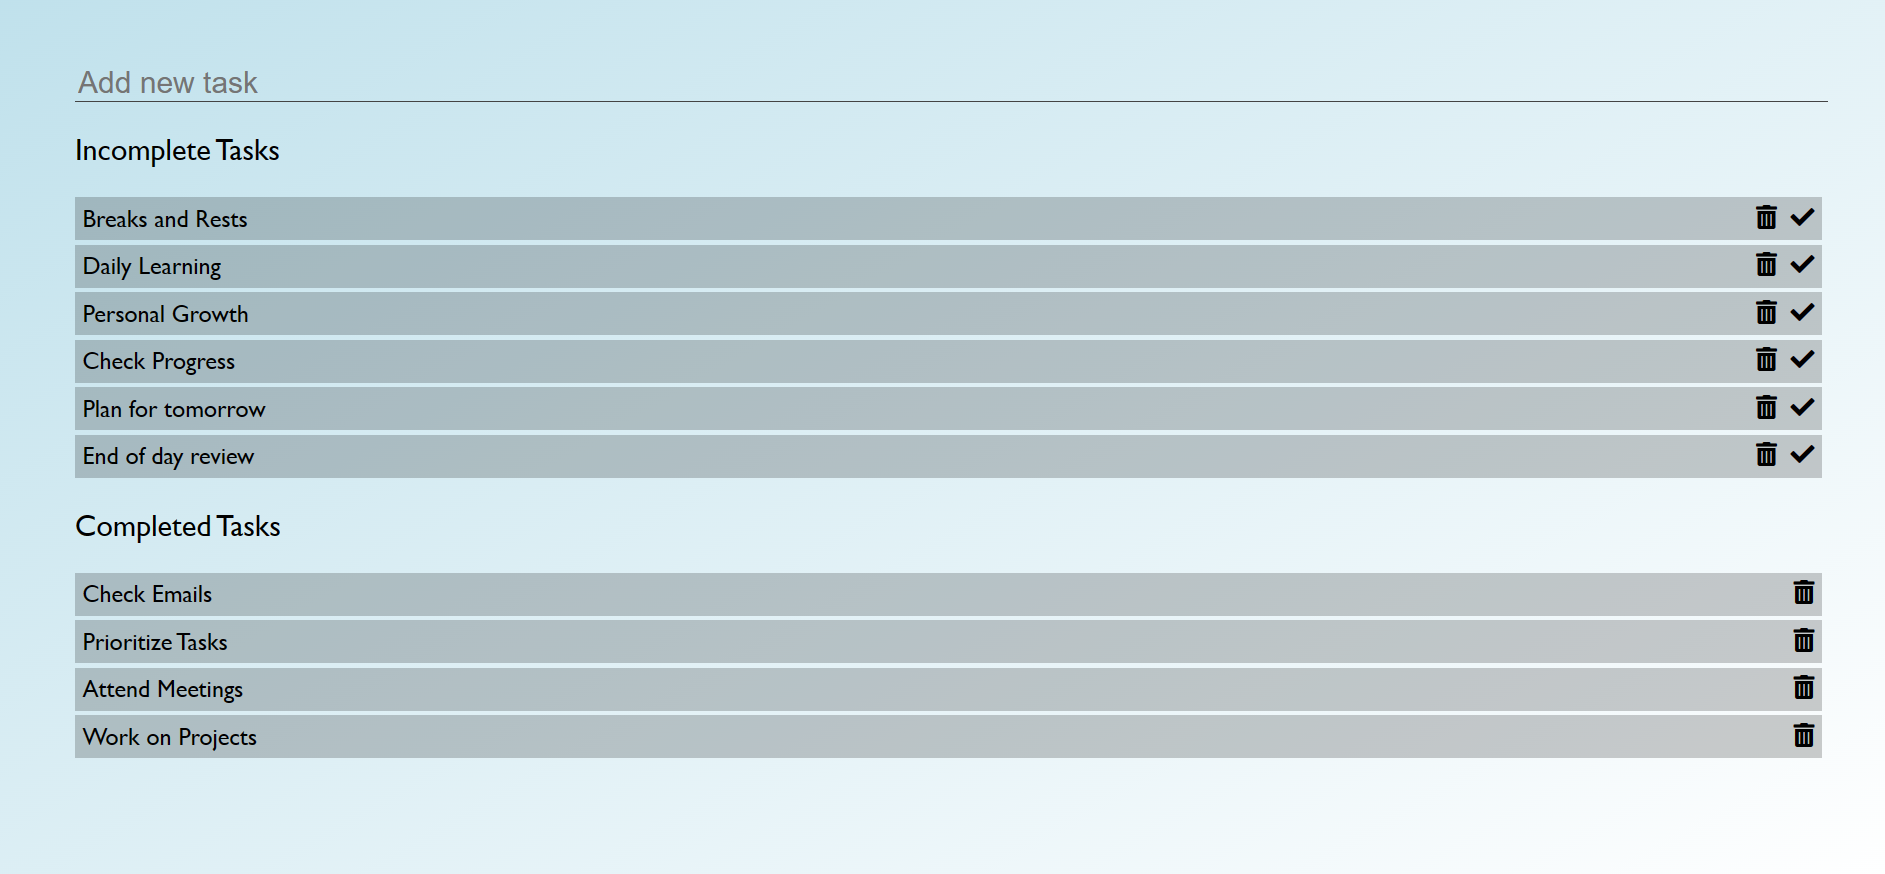 Add new task
Incomplete Tasks
Breaks and Rests
Daily Learning
Personal Growth
Check Progress
Plan for tomorrow
End of day review
Completed Tasks
Check Emails
Prioritize Tasks
Attend Meetings
Work on Projects